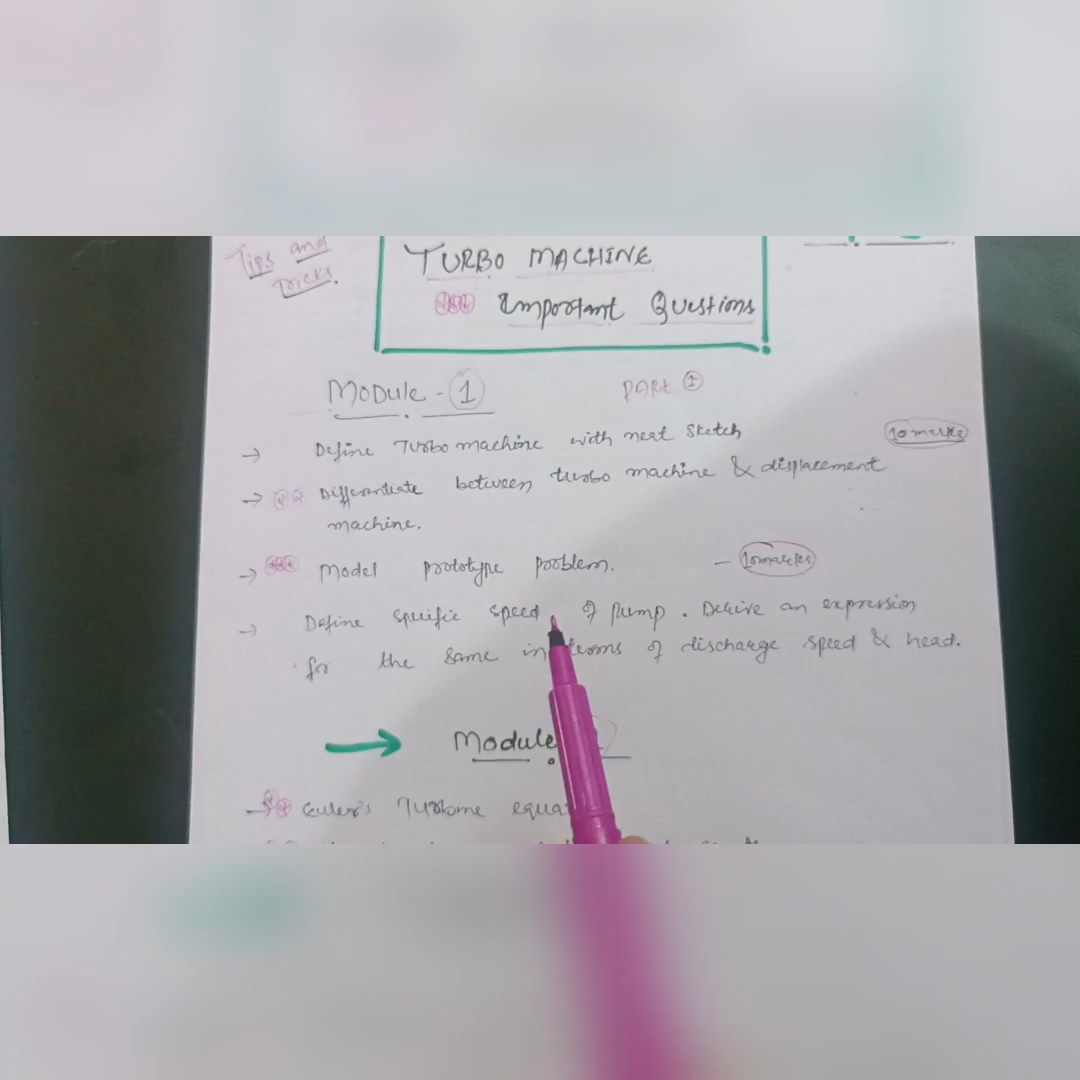 Tips and
Tricks.
TURBO MACHINE
Important Questions
Module - 1
PART 1
→ Define Turbo machine with neat sketch
10 marks
→ Differentiate between turbo machine & displacement
machine.
→ Model prototype problem. - 10 marks
→ Define specific speed of pump. Derive an expression
for the same in terms of discharge speed & head.
→ Module
→ Euler's Turbine